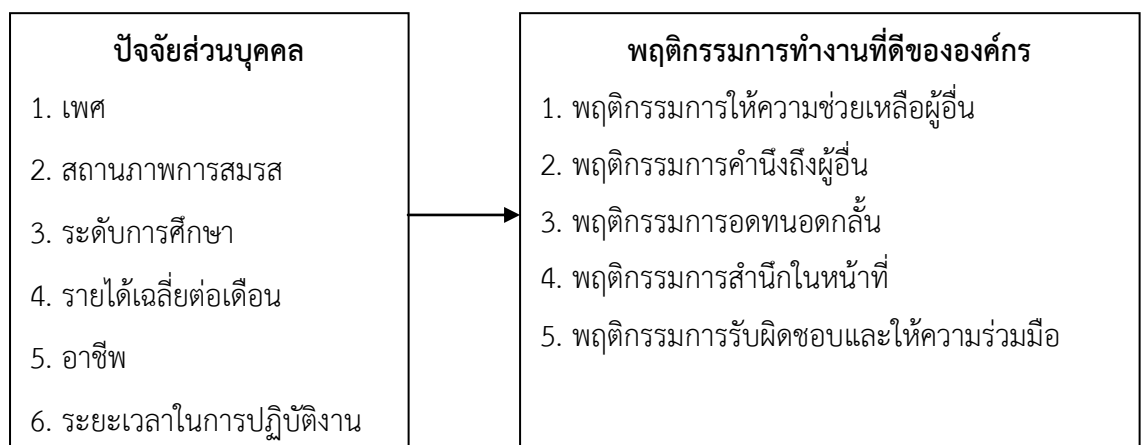 ปัจจัยส่วนบุคคล
1. เพศ
2. สถานภาพการสมรส
3. ระดับการศึกษา
4. รายได้เฉลี่ยต่อเดือน
5. อาชีพ
6. ระยะเวลาในการปฏิบัติงาน
พฤติกรรมการทำงานที่ดีขององค์กร
1. พฤติกรรมการให้ความช่วยเหลือผู้อื่น
2. พฤติกรรมการคำนึงถึงผู้อื่น
3. พฤติกรรมการอดทนอดกลั้น
4. พฤติกรรมการสำนึกในหน้าที่
5. พฤติกรรมการรับผิดชอบและให้ความร่วมมือ